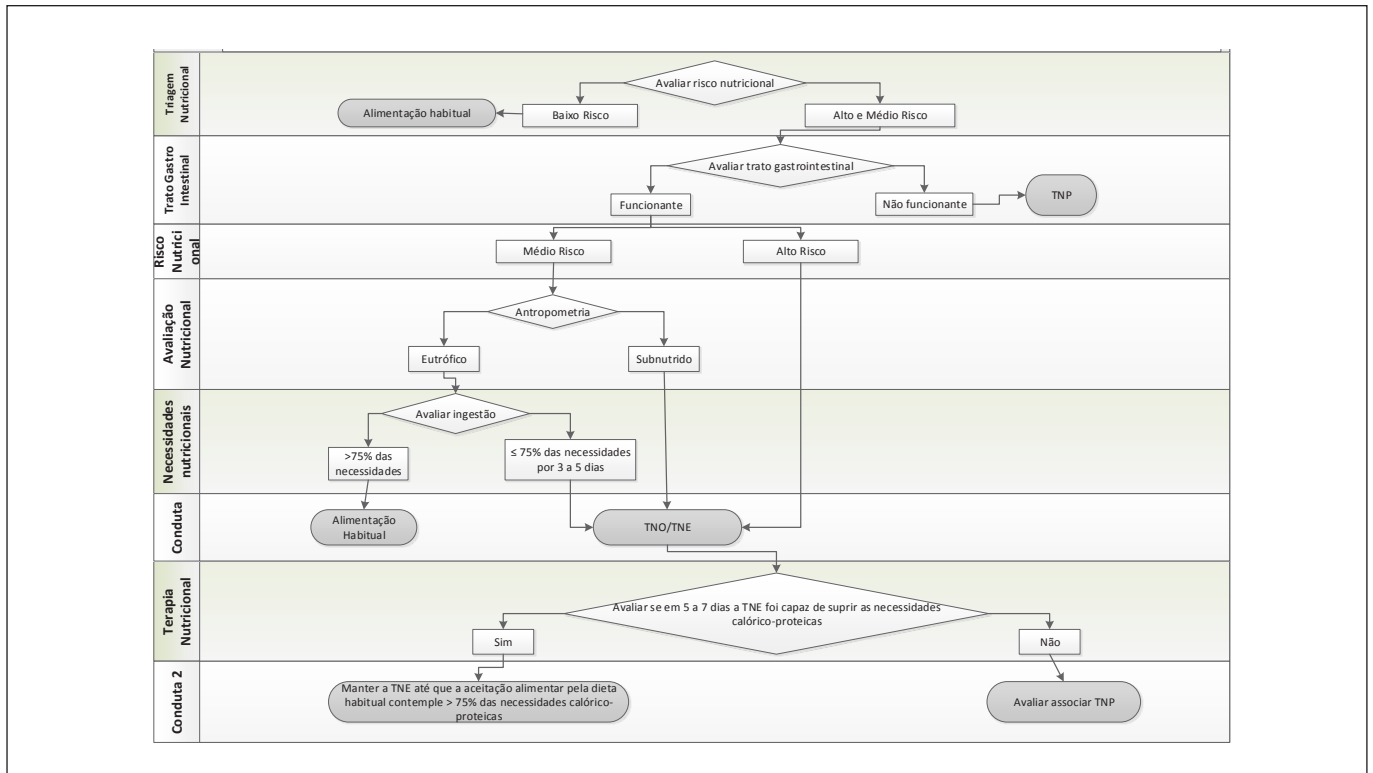 Triagem
Nutricional
Avaliar risco nutricional
Alimentação habitual
Baixo Risco
Alto e Médio Risco
Trato Gastro
Intestinal
Avaliar trato gastrointestinal
Funcionante
Não funcionante
TNP
Risco
Nutrici
onal
Médio Risco
Alto Risco
Avaliação
Nutricional
Antropometria
Eutrófico
Subnutrido
Necessidades
nutricionais
Avaliar ingestão
>75% das
necessidades
≤ 75% das necessidades
por 3 a 5 dias
Conduta
Alimentação
Habitual
TNO/TNE
Terapia
Nutricional
Avaliar se em 5 a 7 dias a TNE foi capaz de suprir as necessidades
calórico-proteicas
Sim
Não
Conduta 2
Manter a TNE até que a aceitação alimentar pela dieta
habitual contemple > 75% das necessidades calórico-
proteicas
Avaliar associar TNP